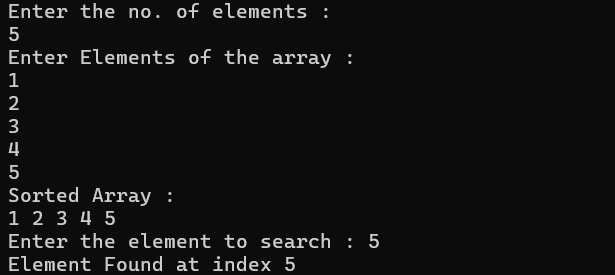 Enter the no. of elements :
5
Enter Elements of the array :
1
2
3
4
5
Sorted Array :
1 2 3 4 5
Enter the element to search : 5
Element Found at index 5